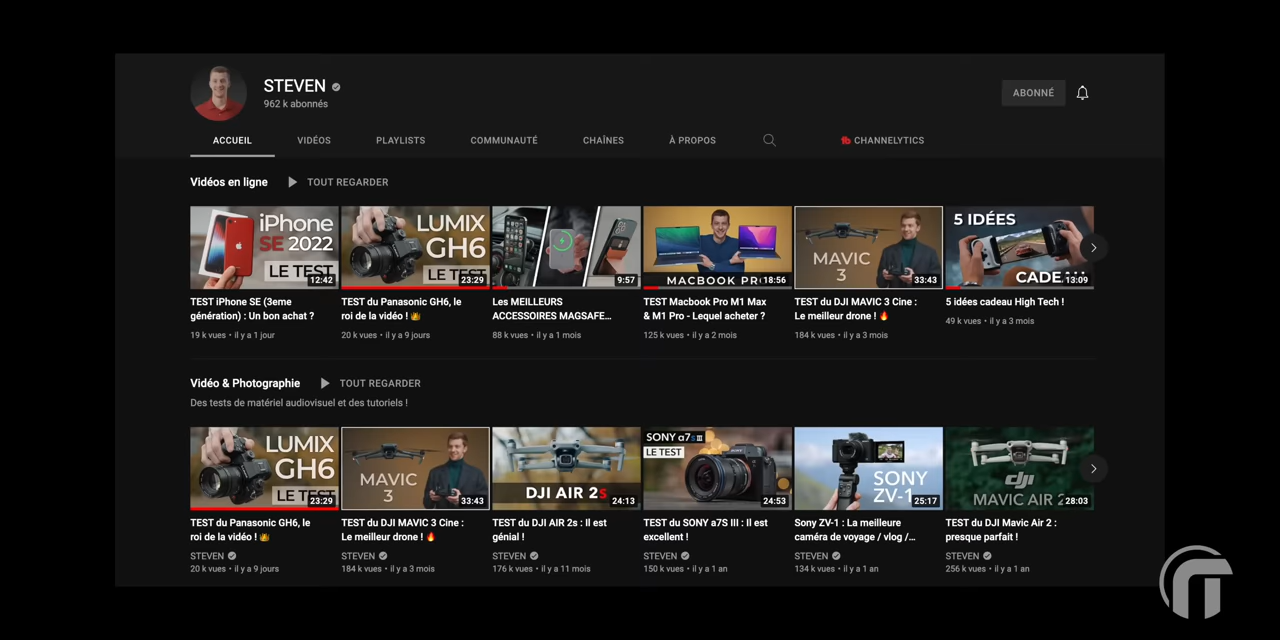 STEVEN
962 k abonnés
ABONNÉ
ACCUEIL VIDÉOS PLAYLISTS COMMUNAUTÉ CHAÎNES À PROPOS CHANNELYTICS
Vidéos en ligne TOUT REGARDER
iPhone
SE 2022
LE TEST
12:42
LUMIX
GH6
LE TEST
23:29
9:57
MACBOOK PR
18:56
MAVIC
3
33:43
5 IDÉES
CADEA
13:09
TEST iPhone SE (3eme
génération) : Un bon achat ?
19 k vues • il y a 1 jour
TEST du Panasonic GH6, le
roi de la vidéo ! 👑
20 k vues • il y a 9 jours
Les MEILLEURS
ACCESSOIRES MAGSAFE...
88 k vues • il y a 1 mois
TEST Macbook Pro M1 Max
& M1 Pro - Lequel acheter ?
125 k vues • il y a 2 mois
TEST du DJI MAVIC 3 Cine :
Le meilleur drone ! 🔥
184 k vues • il y a 3 mois
5 idées cadeau High Tech !
49 k vues • il y a 3 mois
Vidéo & Photographie TOUT REGARDER
Des tests de matériel audiovisuel et des tutoriels !
LUMIX
GH6
LE TEST
23:29
MAVIC
3
33:43
DJI AIR 2s
24:13
SONY a7s III
LE TEST
24:53
SONY
ZV-1
25:17
dji
MAVIC AIR 2
28:03
TEST du Panasonic GH6, le
roi de la vidéo ! 👑
STEVEN
20 k vues • il y a 9 jours
TEST du DJI MAVIC 3 Cine :
Le meilleur drone ! 🔥
STEVEN
184 k vues • il y a 3 mois
TEST du DJI AIR 2s : Il est
génial !
STEVEN
176 k vues • il y a 11 mois
TEST du SONY a7S III : Il est
excellent !
STEVEN
150 k vues • il y a 1 an
Sony ZV-1 : La meilleure
caméra de voyage / vlog /...
STEVEN
134 k vues • il y a 1 an
TEST du DJI Mavic Air 2 :
presque parfait !
STEVEN
256 k vues • il y a 1 an